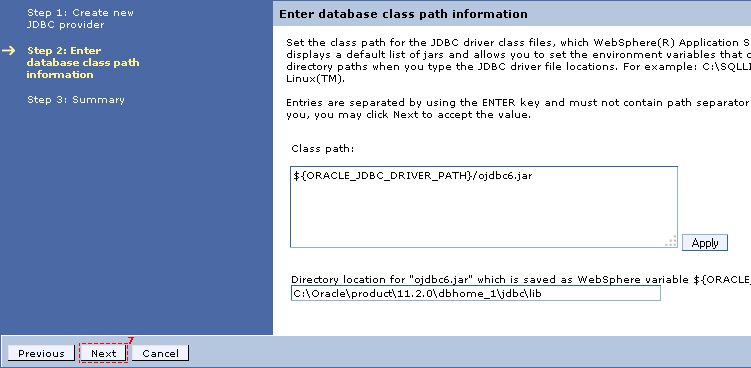 Step 1: Create new
JDBC provider
Step 2: Enter
database class path
information
Step 3: Summary
Enter database class path information
Set the class path for the JDBC driver class files, which WebSphere(R) Application S
displays a default list of jars and allows you to set the environment variables that
directory paths when you type the JDBC driver file locations. For example: C:\SQLLI
Linux(TM).
Entries are separated by using the ENTER key and must not contain path separator
you, you may click Next to accept the value.
Class path:
${ORACLE_JDBC_DRIVER_PATH}/ojdbc6.jar
Apply
Directory location for "ojdbc6.jar" which is saved as WebSphere variable ${ORACLE_
C:\Oracle\product\11.2.0\dbhome_1\jdbc\lib
7
Previous Next Cancel